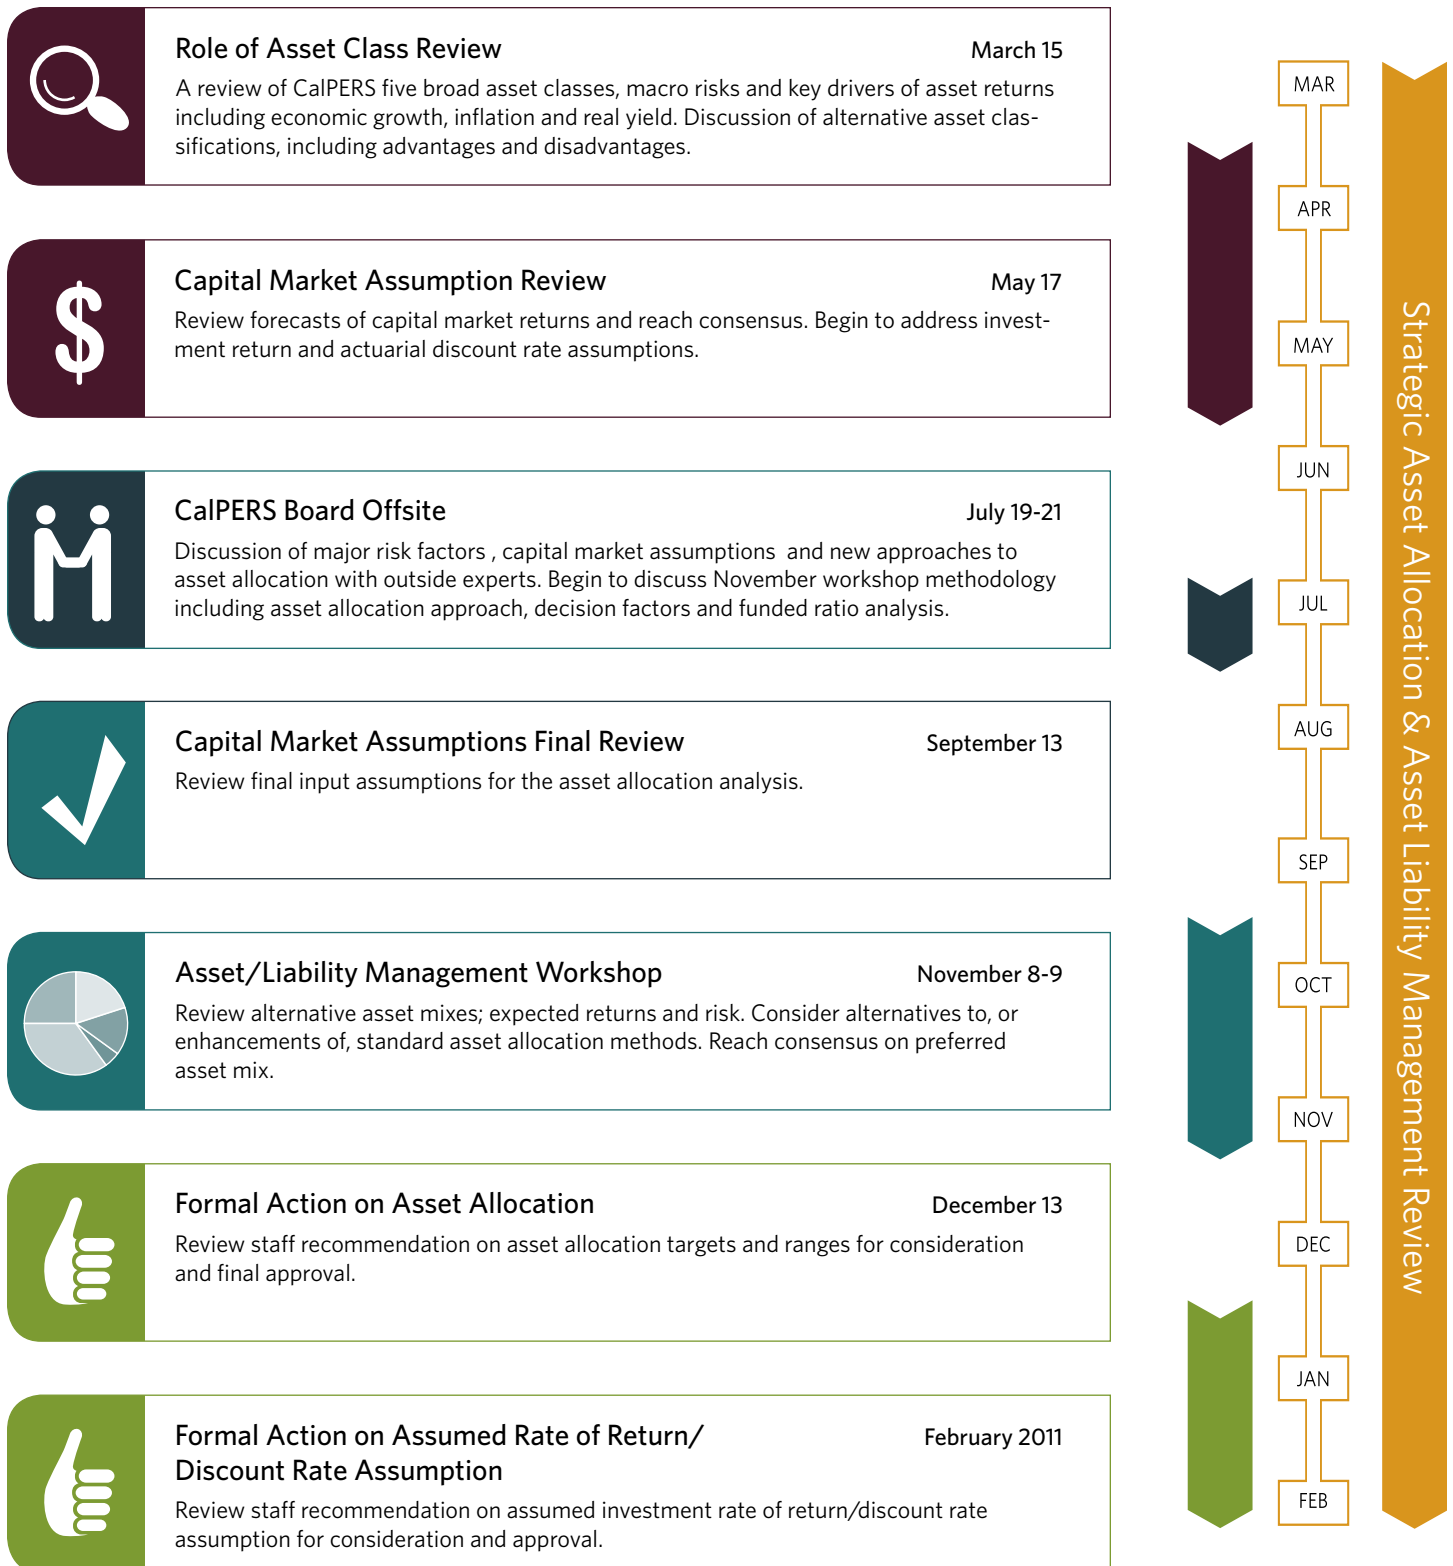 Role of Asset Class Review March 15
A review of CalPERS five broad asset classes, macro risks and key drivers of asset returns
including economic growth, inflation and real yield. Discussion of alternative asset clas-
sifications, including advantages and disadvantages.
Capital Market Assumption Review May 17
Review forecasts of capital market returns and reach consensus. Begin to address invest-
ment return and actuarial discount rate assumptions.
CalPERS Board Offsite July 19-21
Discussion of major risk factors , capital market assumptions  and new approaches to
asset allocation with outside experts. Begin to discuss November workshop methodology
including asset allocation approach, decision factors and funded ratio analysis.
Capital Market Assumptions Final Review September 13
Review final input assumptions for the asset allocation analysis.
Asset/Liability Management Workshop November 8-9
Review alternative asset mixes; expected returns and risk. Consider alternatives to, or
enhancements of, standard asset allocation methods. Reach consensus on preferred
asset mix.
Formal Action on Asset Allocation December 13
Review staff recommendation on asset allocation targets and ranges for consideration
and final approval.
Formal Action on Assumed Rate of Return/ February 2011
Discount Rate Assumption
Review staff recommendation on assumed investment rate of return/discount rate
assumption for consideration and approval.
MAR
APR
MAY
JUN
JUL
AUG
SEP
OCT
NOV
DEC
JAN
FEB
Strategic Asset Allocation & Asset Liability Management Review